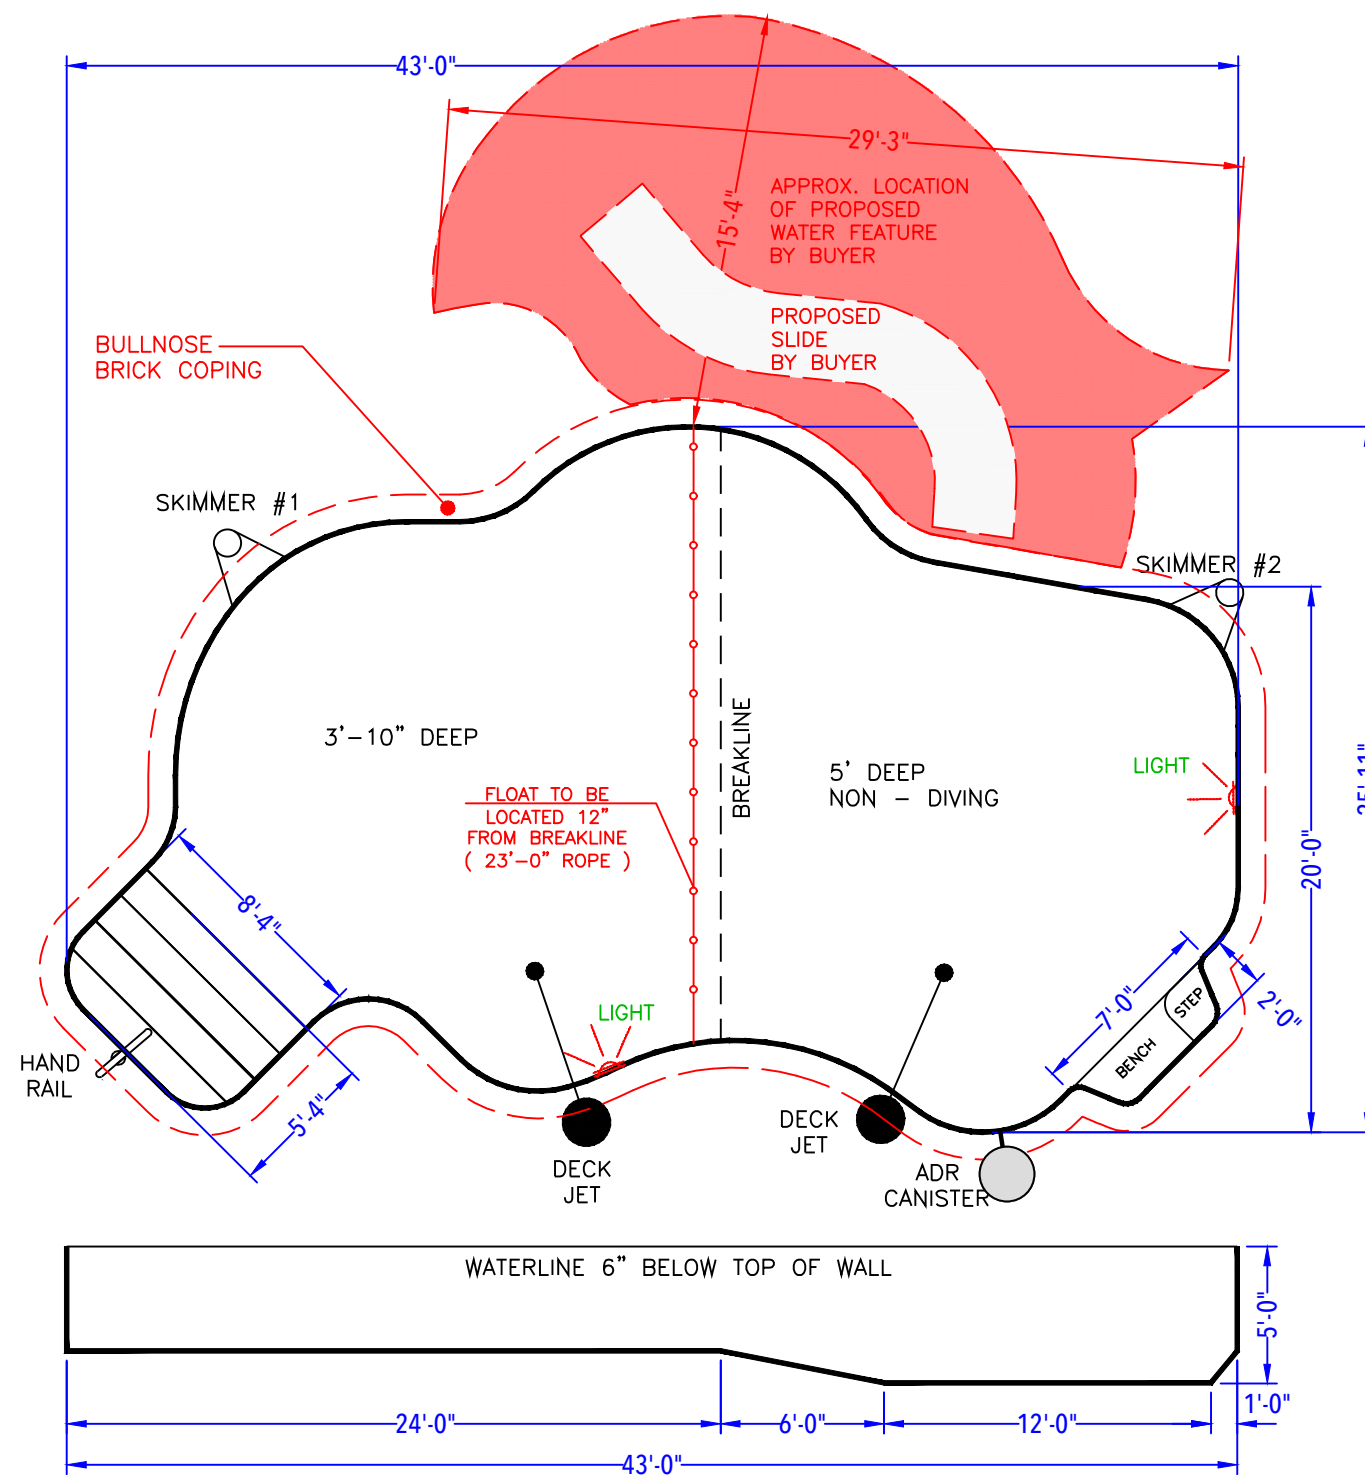 43'-0"
29'-3"
15'-4"
APPROX. LOCATION
OF PROPOSED
WATER FEATURE
BY BUYER
PROPOSED
SLIDE
BY BUYER
BULLNOSE
BRICK COPING
SKIMMER #1
SKIMMER #2
3'-10" DEEP
BREAKLINE
5' DEEP
NON - DIVING
LIGHT
FLOAT TO BE
LOCATED 12"
FROM BREAKLINE
( 23'-0" ROPE )
20'-0"
8'-4"
7'-0"
2'-0"
STEP
BENCH
LIGHT
HAND
RAIL
5'-4"
DECK
JET
DECK
JET
ADR
CANISTER
WATERLINE 6" BELOW TOP OF WALL
5'-0"
1'-0"
24'-0"
6'-0"
12'-0"
43'-0"